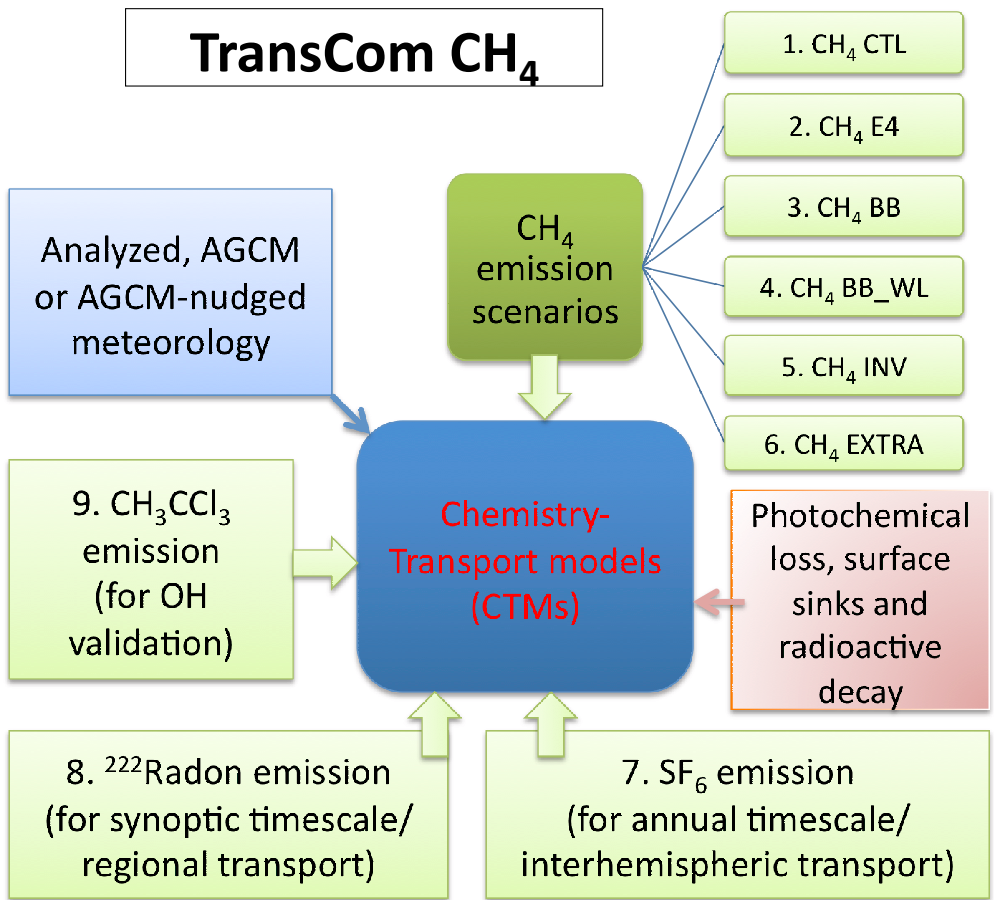 TransCom CH₄
1. CH₄ CTL
2. CH₄ E4
3. CH₄ BB
4. CH₄ BB_WL
5. CH₄ INV
6. CH₄ EXTRA
CH₄
emission
scenarios
Analyzed, AGCM
or AGCM-nudged
meteorology
Chemistry-
Transport models
(CTMs)
9. CH₃CCl₃
emission
(for OH
validation)
Photochemical
loss, surface
sinks and
radioactive
decay
8. ²²²Radon emission
(for synoptic timescale/
regional transport)
7. SF₆ emission
(for annual timescale/
interhemispheric transport)